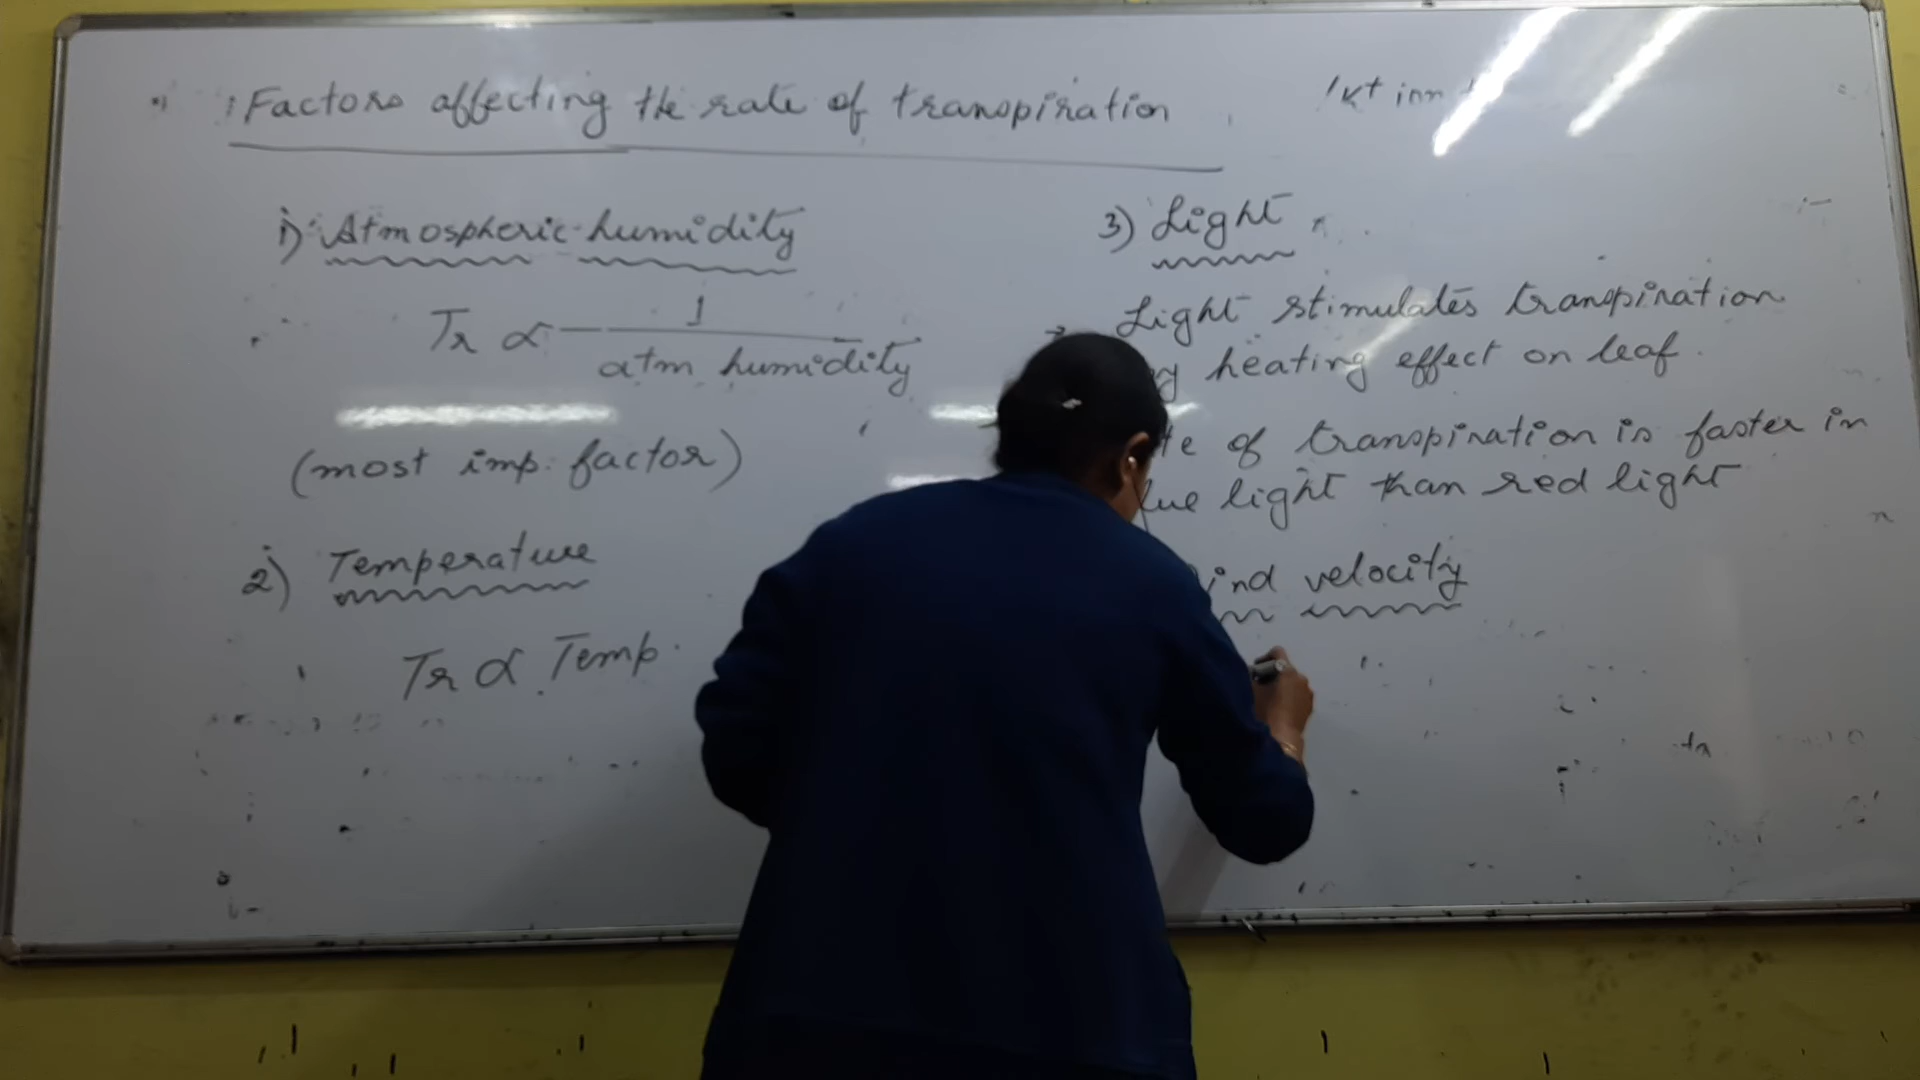 Factors affecting the rate of transpiration
1) Atmospheric humidity
Tr ∝ 1
atm humidity
(most imp. factor)
2) Temperature
Tr ∝ Temp.
3) Light
Light stimulates transpiration
heating effect on leaf.
of transpiration is faster in
light than red light
velocity